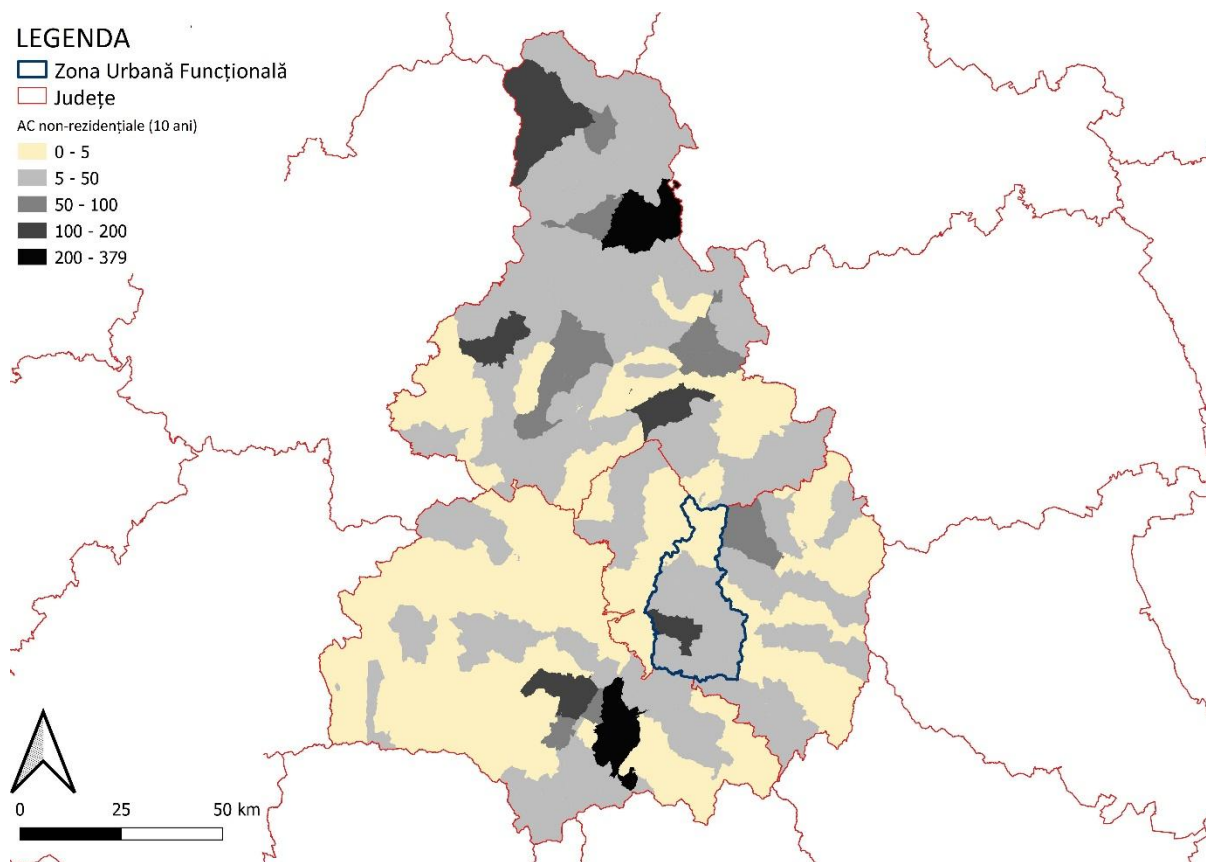 LEGENDA
Zona Urbană Funcțională
Județe
AC non-rezidențiale (10 ani)
0 - 5
5 - 50
50 - 100
100 - 200
200 - 379
0 25 50 km